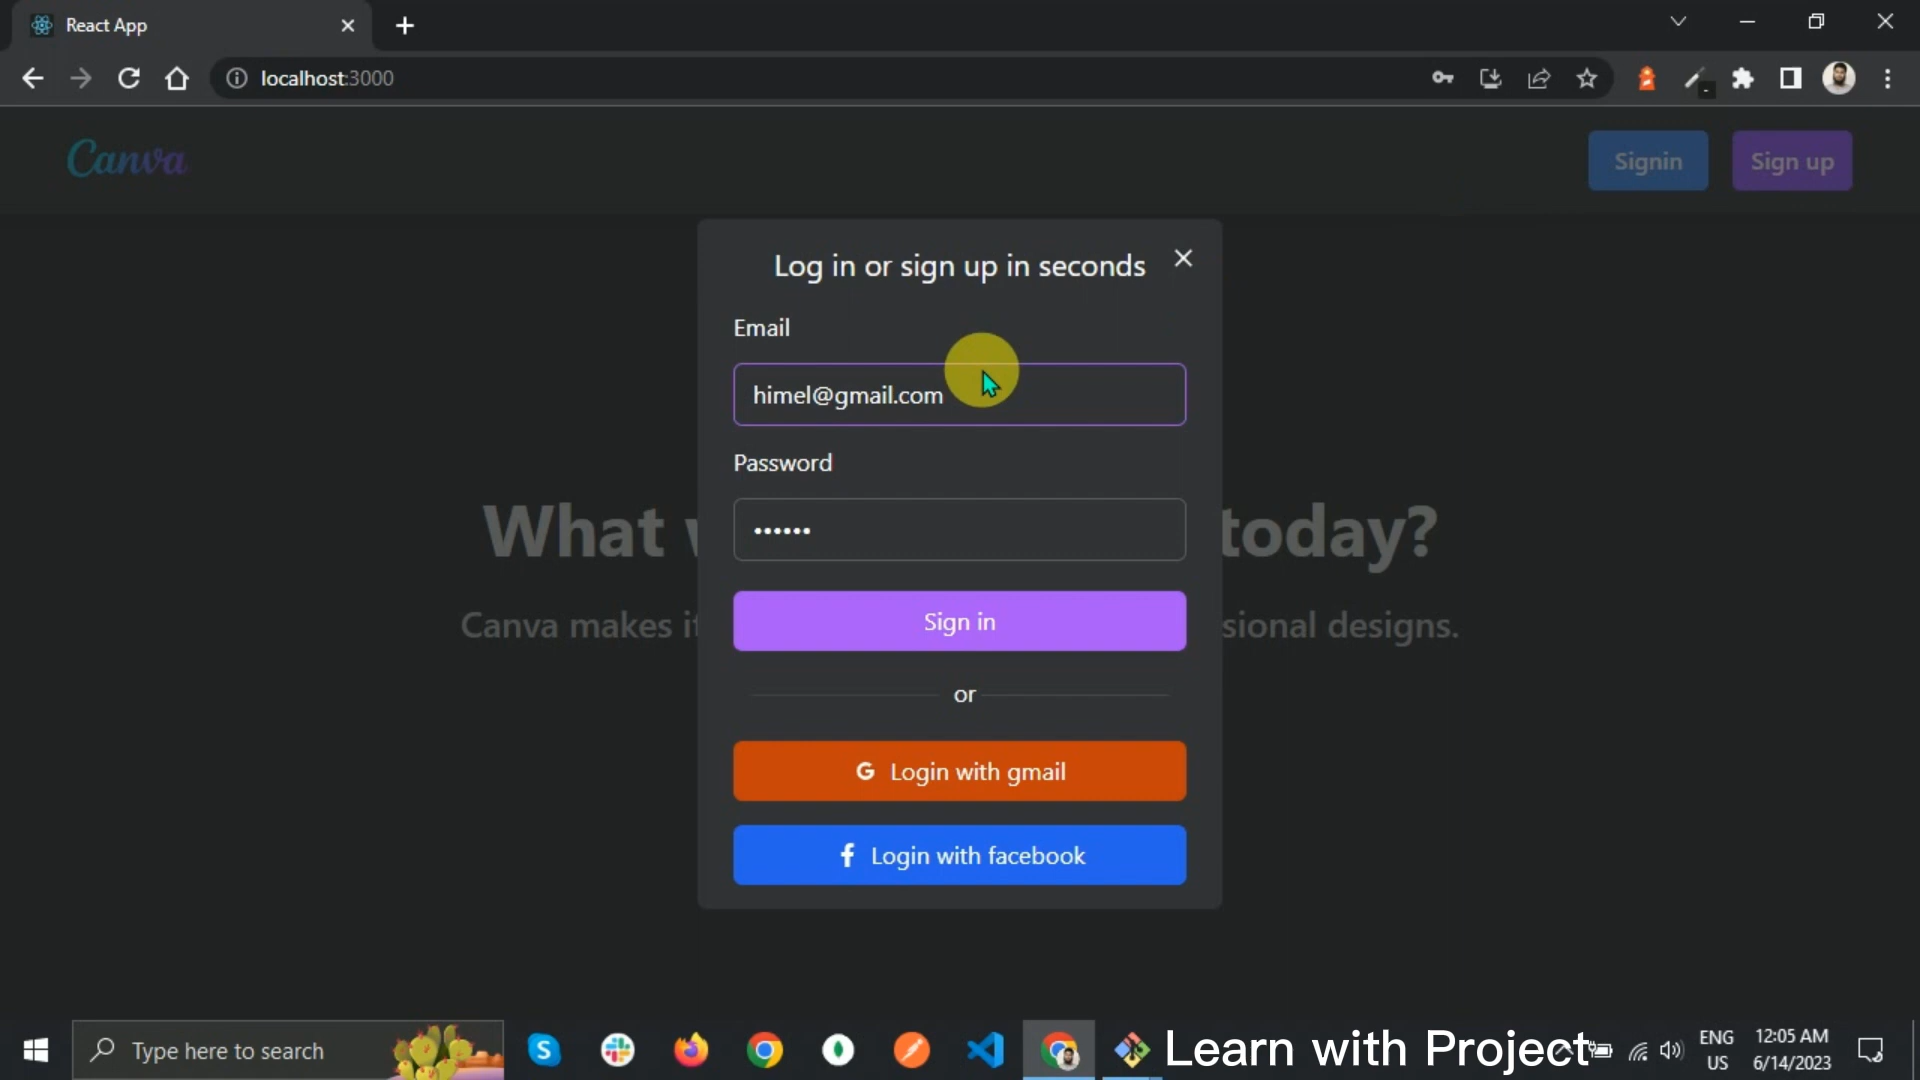 React App
localhost:3000
Canva
Signin
Sign up
Log in or sign up in seconds
Email
himel@gmail.com
Password
••••••
What w
today?
Canva makes i
sional designs.
Sign in
or
G Login with gmail
f Login with facebook
Type here to search
Learn with Project
ENG
US
12:05 AM
6/14/2023